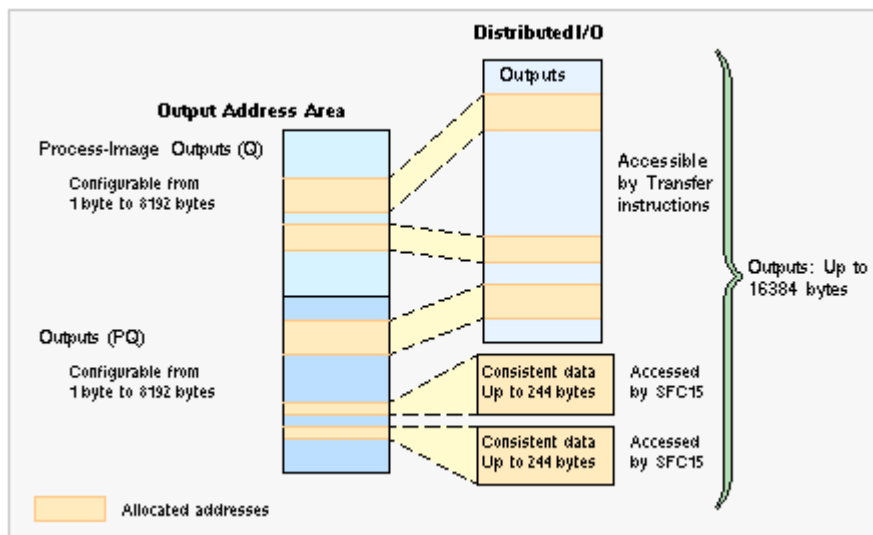 Distributed I/O
Outputs
Output Address Area
Process-Image Outputs (Q)
Configurable from
1 byte to 8192 bytes
Accessible
by Transfer
instructions
Outputs: Up to
16384 bytes
Outputs (PQ)
Configurable from
1 byte to 8192 bytes
Consistent data
Up to 244 bytes
Accessed
by SFC15
Consistent data
Up to 244 bytes
Accessed
by SFC15
Allocated addresses